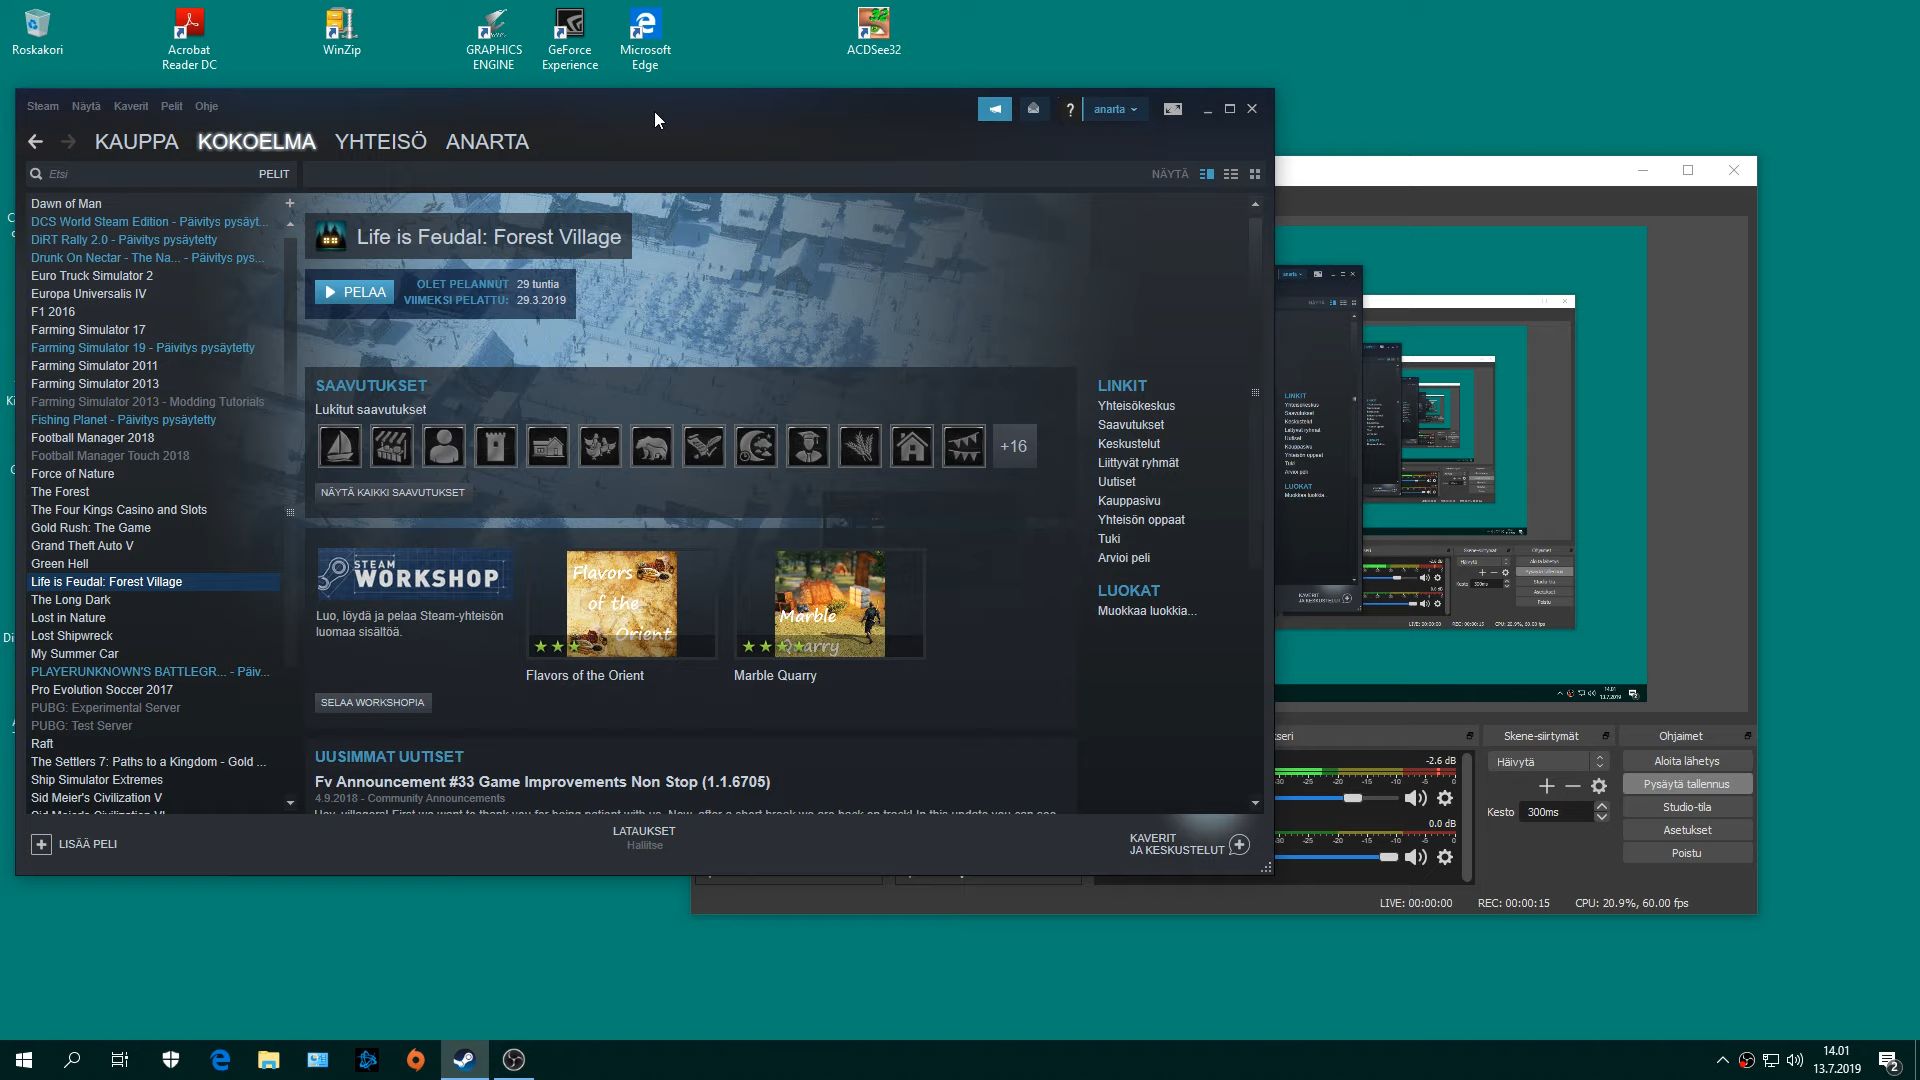 Roskakori
Acrobat
Reader DC
WinZip
GRAPHICS
ENGINE
GeForce
Experience
Microsoft
Edge
ACDSee32
Steam Näytä Kaverit Pelit Ohje
anarta
KAUPPA KOKOELMA YHTEISÖ ANARTA
Etsi
PELIT
NÄYTÄ
Dawn of Man
DCS World Steam Edition - Päivitys pysäyt...
DiRT Rally 2.0 - Päivitys pysäytetty
Drunk On Nectar - The Na... - Päivitys pys...
Euro Truck Simulator 2
Europa Universalis IV
F1 2016
Farming Simulator 17
Farming Simulator 19 - Päivitys pysäytetty
Farming Simulator 2011
Farming Simulator 2013
Farming Simulator 2013 - Modding Tutorials
Fishing Planet - Päivitys pysäytetty
Football Manager 2018
Football Manager Touch 2018
Force of Nature
The Forest
The Four Kings Casino and Slots
Gold Rush: The Game
Grand Theft Auto V
Green Hell
Life is Feudal: Forest Village
The Long Dark
Lost in Nature
Lost Shipwreck
My Summer Car
PLAYERUNKNOWN'S BATTLEGR... - Päiv...
Pro Evolution Soccer 2017
PUBG: Experimental Server
PUBG: Test Server
Raft
The Settlers 7: Paths to a Kingdom - Gold ...
Ship Simulator Extremes
Sid Meier's Civilization V
LISÄÄ PELI
Life is Feudal: Forest Village
PELAA
OLET PELANNUT 29 tuntia
VIIMEKSI PELATTU: 29.3.2019
SAAVUTUKSET
Lukitut saavutukset
+16
NÄYTÄ KAIKKI SAAVUTUKSET
STEAM
WORKSHOP
Luo, löydä ja pelaa Steam-yhteisön
luomaa sisältöä.
SELAA WORKSHOPIA
Flavors
of the
Orient
Flavors of the Orient
Marble
Quarry
Marble Quarry
UUSIMMAT UUTISET
Fv Announcement #33 Game Improvements Non Stop (1.1.6705)
4.9.2018 - Community Announcements
LINKIT
Yhteisökeskus
Saavutukset
Keskustelut
Liittyvät ryhmät
Uutiset
Kauppasivu
Yhteisön oppaat
Tuki
Arvioi peli
LUOKAT
Muokkaa luokkia...
LATAUKSET
Hallitse
KAVERIT
JA KESKUSTELUT
Skene-siirtymät
Ohjaimet
-2.6 dB
0.0 dB
Häivytä
Kesto 300ms
Aloita lähetys
Pysäytä tallennus
Studio-tila
Asetukset
Poistu
LIVE: 00:00:00 REC: 00:00:15 CPU: 20.9%, 60.00 fps
14.01
13.7.2019
2